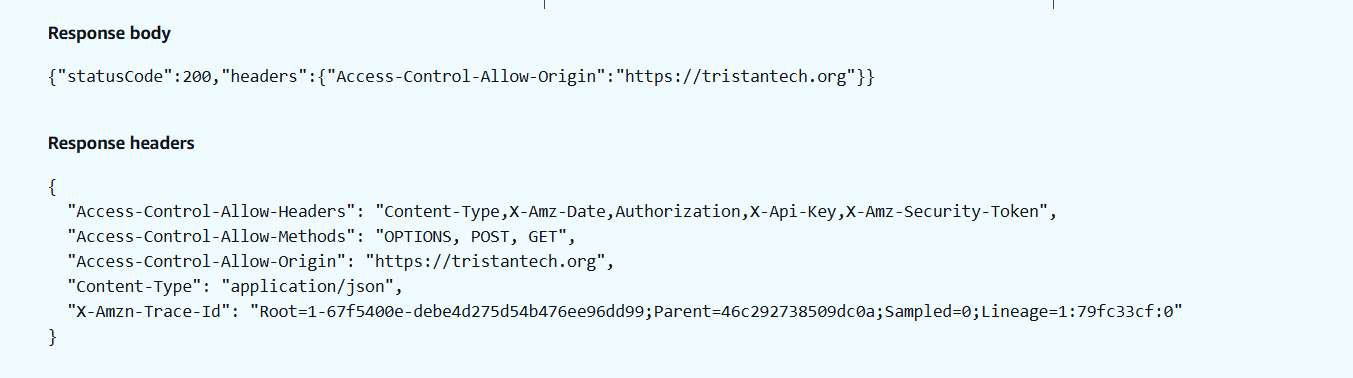 Response body
{"statusCode":200,"headers":{"Access-Control-Allow-Origin":"https://tristantech.org"}}
Response headers
{
  "Access-Control-Allow-Headers": "Content-Type,X-Amz-Date,Authorization,X-Api-Key,X-Amz-Security-Token",
  "Access-Control-Allow-Methods": "OPTIONS, POST, GET",
  "Access-Control-Allow-Origin": "https://tristantech.org",
  "Content-Type": "application/json",
  "X-Amzn-Trace-Id": "Root=1-67f5400e-debe4d275d54b476ee96dd99;Parent=46c292738509dc0a;Sampled=0;Lineage=1:79fc33cf:0"
}